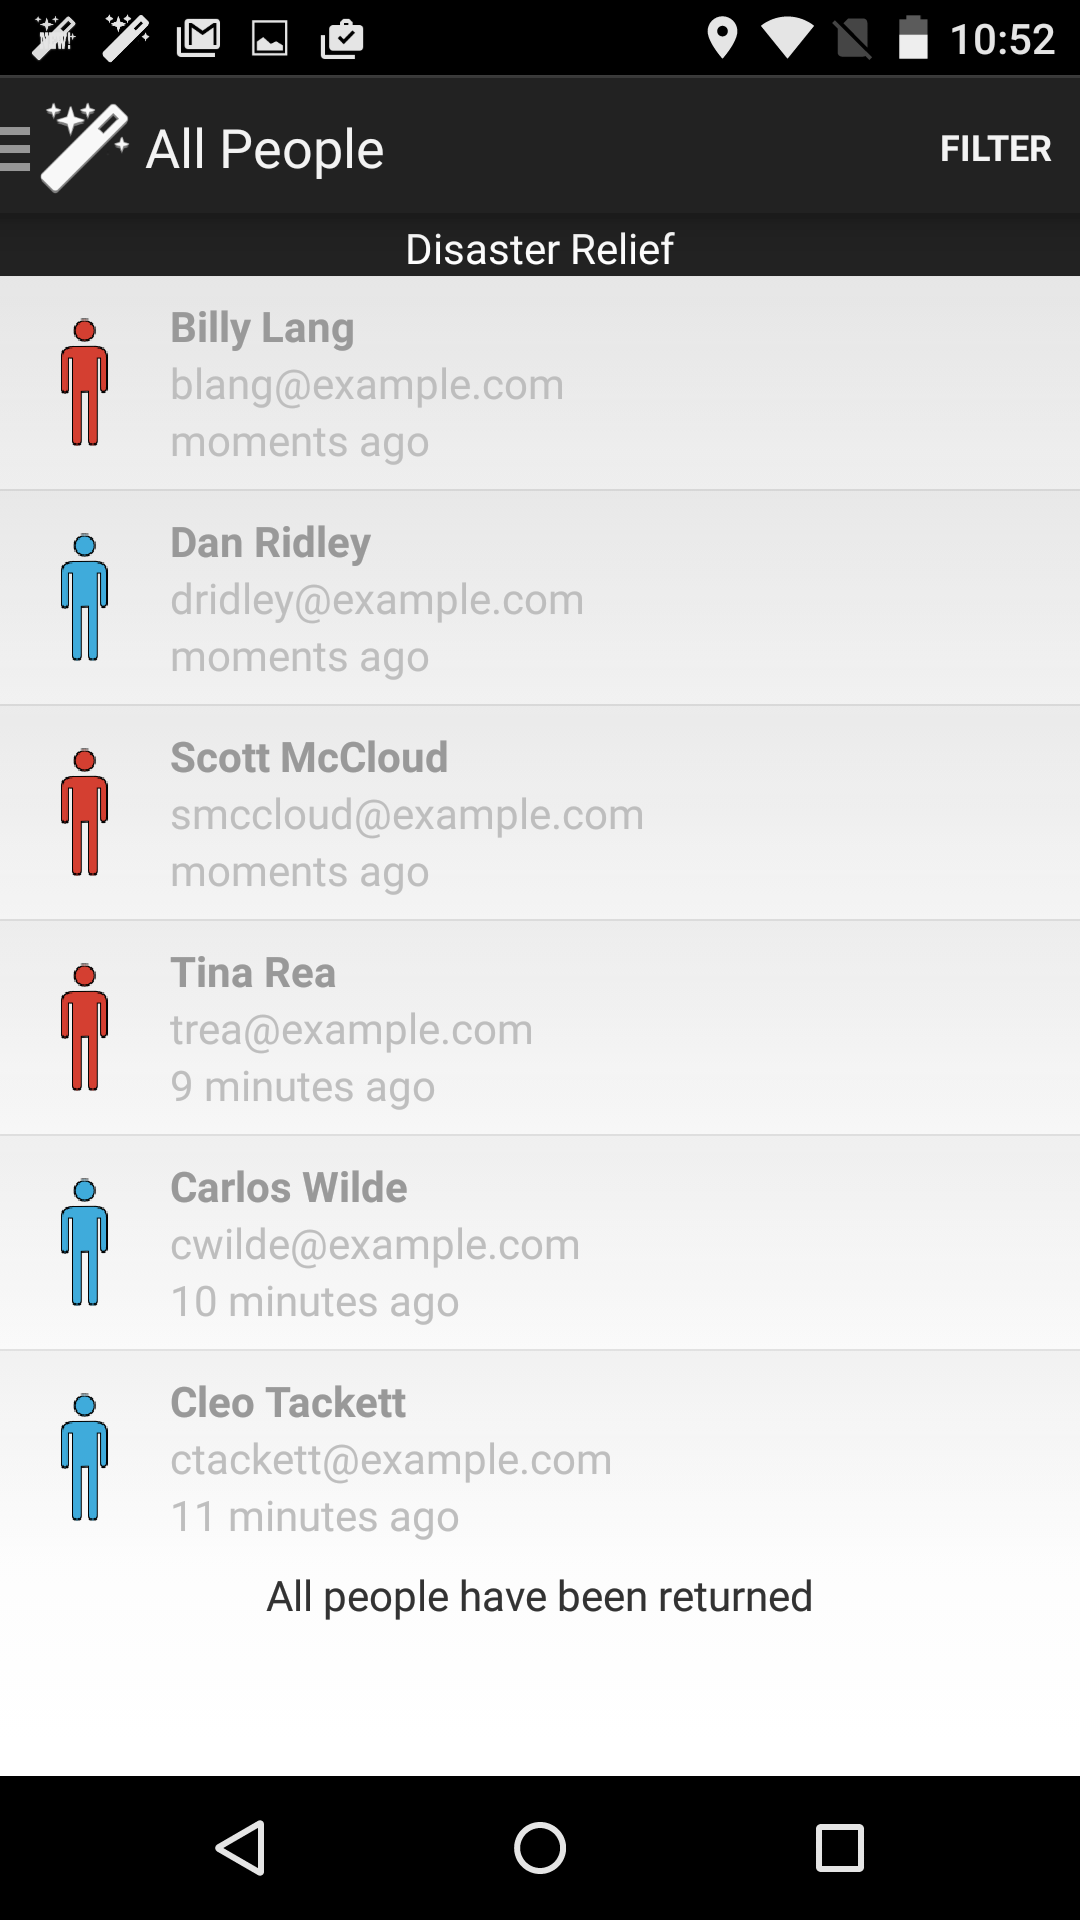 NEW!
10:52
All People
FILTER
Disaster Relief
Billy Lang
blang@example.com
moments ago
Dan Ridley
dridley@example.com
moments ago
Scott McCloud
smccloud@example.com
moments ago
Tina Rea
trea@example.com
9 minutes ago
Carlos Wilde
cwilde@example.com
10 minutes ago
Cleo Tackett
ctackett@example.com
11 minutes ago
All people have been returned